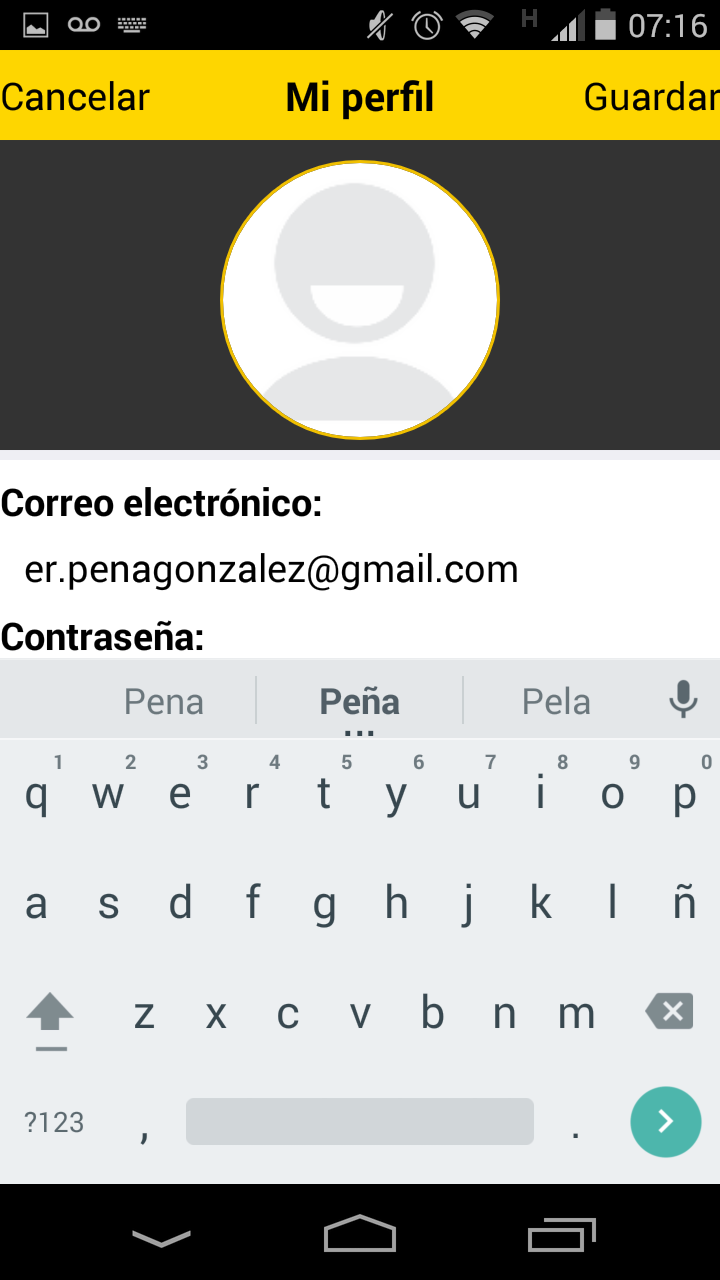 H 07:16
Cancelar Mi perfil Guardar
Correo electrónico:
er.penagonzalez@gmail.com
Contraseña:
Pena Peña Pela
...
1 2 3 4 5 6 7 8 9 0
q w e r t y u i o p
a s d f g h j k l ñ
z x c v b n m
?123 , .